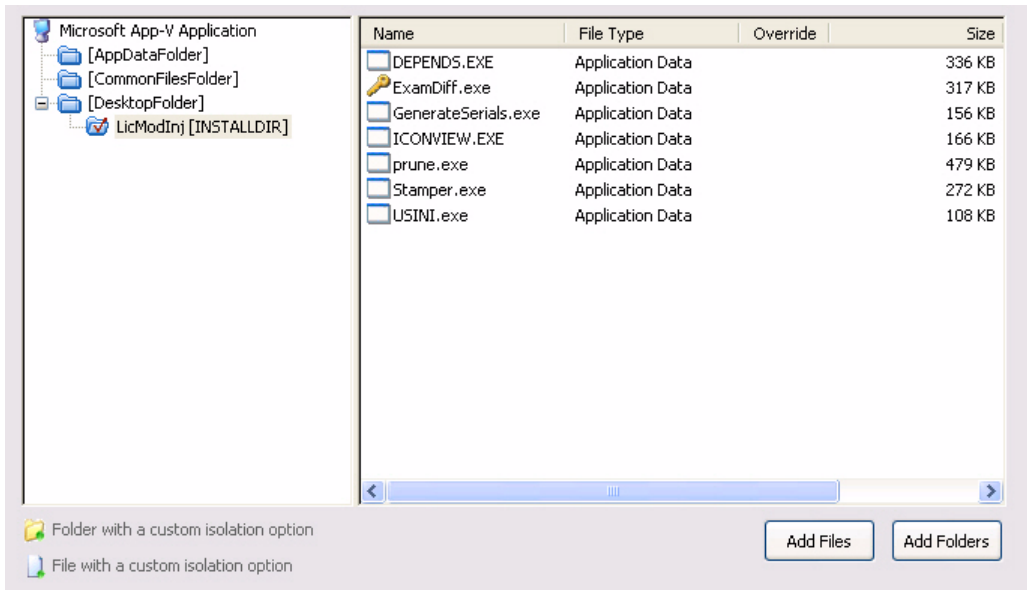 Microsoft App-V Application
[AppDataFolder]
[CommonFilesFolder]
[DesktopFolder]
LicModInj [INSTALLDIR]
Name File Type Override Size
DEPENDS.EXE Application Data 336 KB
ExamDiff.exe Application Data 317 KB
GenerateSerials.exe Application Data 156 KB
ICONVIEW.EXE Application Data 166 KB
prune.exe Application Data 479 KB
Stamper.exe Application Data 272 KB
USINI.exe Application Data 108 KB
Folder with a custom isolation option
File with a custom isolation option
Add Files Add Folders